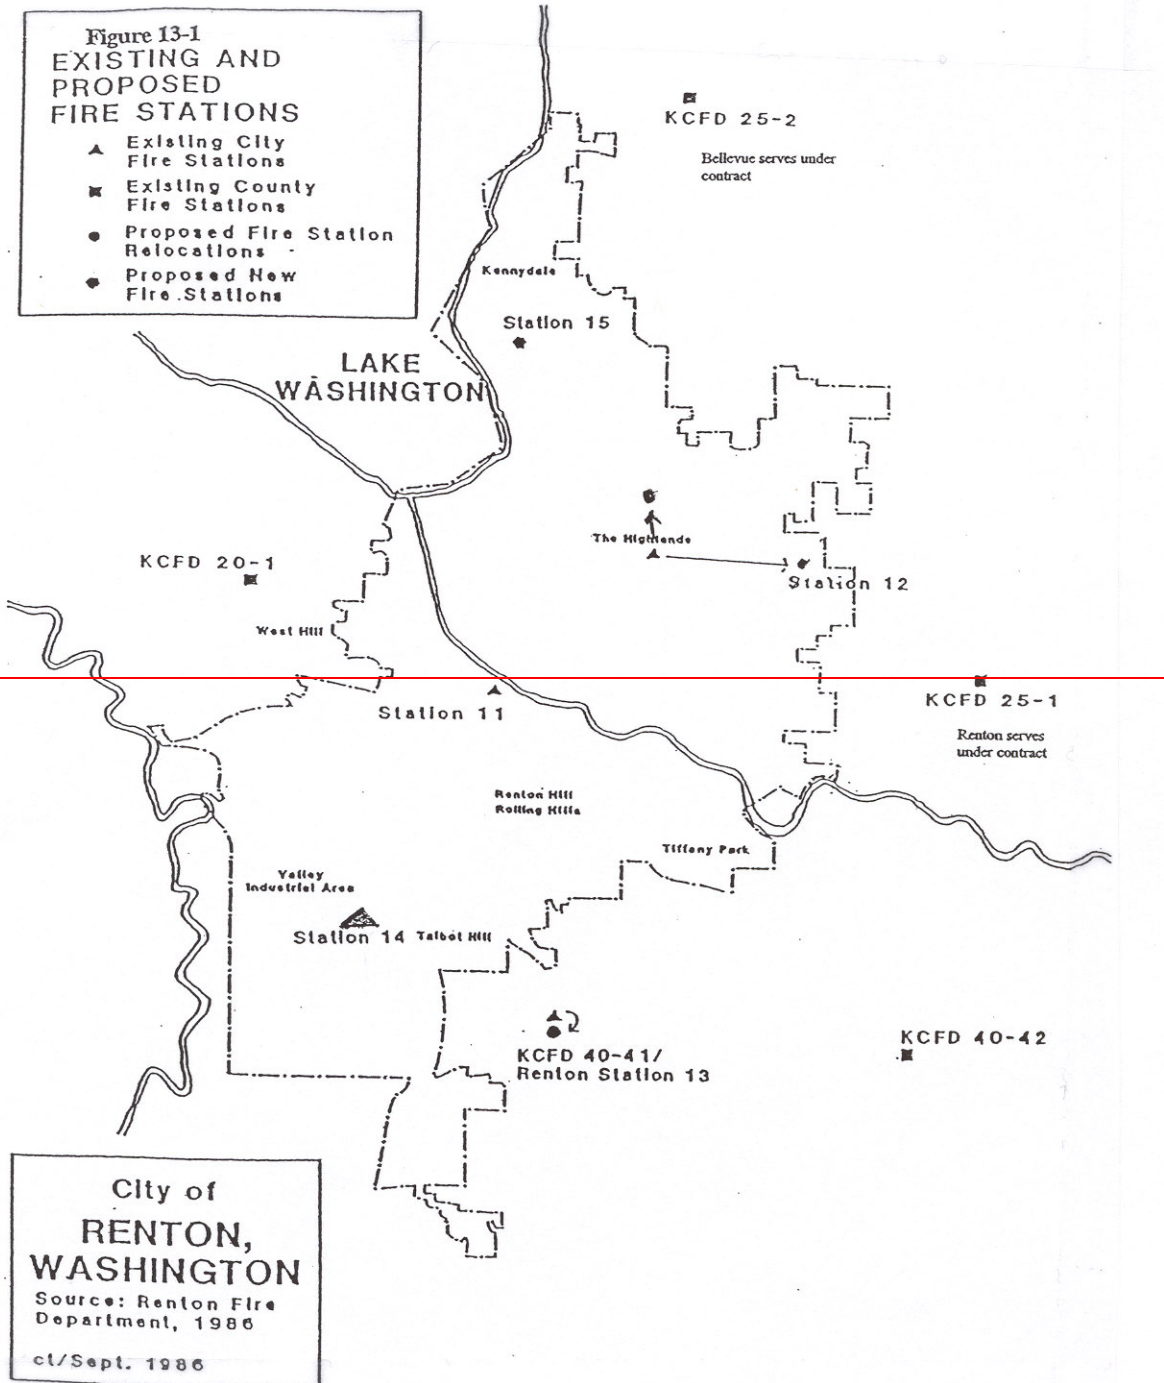 Figure 13-1
EXISTING AND
PROPOSED
FIRE STATIONS
Existing City
Fire Stations
Existing County
Fire Stations
Proposed Fire Station
Relocations
Proposed New
Fire Stations
KCFD 25-2
Bellevue serves under
contract
Kennydale
Station 15
LAKE
WASHINGTON
The Highlands
Station 12
KCFD 20-1
West Hill
Station 11
KCFD 25-1
Renton serves
under contract
Renton Hill
Rolling Hills
Tiffany Park
Valley
Industrial Area
Station 14
Talbot Hill
KCFD 40-41/
Renton Station 13
KCFD 40-42
City of
RENTON,
WASHINGTON
Source: Renton Fire
Department, 1986
ct/Sept. 1986